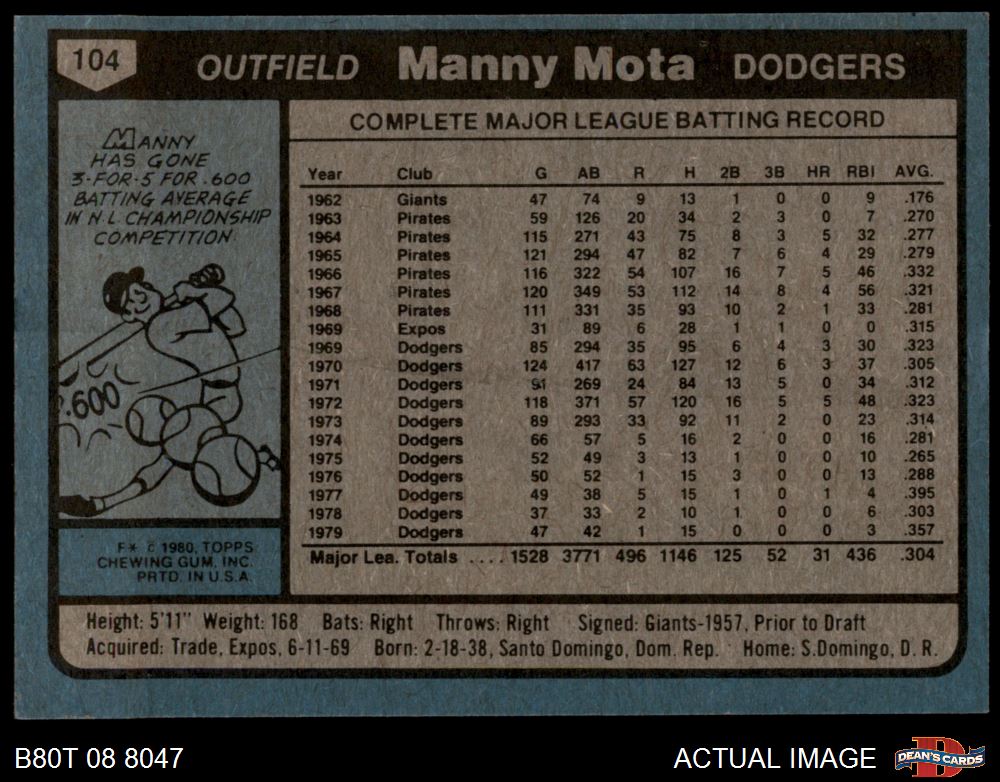 104 OUTFIELD Manny Mota DODGERS
MANNY
HAS GONE
3-FOR-5 FOR .600
BATTING AVERAGE
IN N.L. CHAMPIONSHIP
COMPETITION.
.600
F* © 1980, TOPPS
CHEWING GUM, INC.
PRTD. IN U.S.A.
COMPLETE MAJOR LEAGUE BATTING RECORD
Year Club G AB R H 2B 3B HR RBI AVG.
1962 Giants 47 74 9 13 1 0 0 9 .176
1963 Pirates 59 126 20 34 2 3 0 7 .270
1964 Pirates 115 271 43 75 8 3 5 32 .277
1965 Pirates 121 294 47 82 7 6 4 29 .279
1966 Pirates 116 322 54 107 16 7 5 46 .332
1967 Pirates 120 349 53 112 14 8 4 56 .321
1968 Pirates 111 331 35 93 10 2 1 33 .281
1969 Expos 31 89 6 28 1 1 0 0 .315
1969 Dodgers 85 294 35 95 6 4 3 30 .323
1970 Dodgers 124 417 63 127 12 6 3 37 .305
1971 Dodgers 91 269 24 84 13 5 0 34 .312
1972 Dodgers 118 371 57 120 16 5 5 48 .323
1973 Dodgers 89 293 33 92 11 2 0 23 .314
1974 Dodgers 66 57 5 16 2 0 0 16 .281
1975 Dodgers 52 49 3 13 1 0 0 10 .265
1976 Dodgers 50 52 1 15 3 0 0 13 .288
1977 Dodgers 49 38 5 15 1 0 1 4 .395
1978 Dodgers 37 33 2 10 1 0 0 6 .303
1979 Dodgers 47 42 1 15 0 0 0 3 .357
Major Lea. Totals .... 1528 3771 496 1146 125 52 31 436 .304
Height: 5'11" Weight: 168 Bats: Right Throws: Right Signed: Giants-1957, Prior to Draft
Acquired: Trade, Expos, 6-11-69 Born: 2-18-38, Santo Domingo, Dom. Rep. Home: S.Domingo, D. R.
B80T 08 8047 ACTUAL IMAGE D DEAN'S CARDS